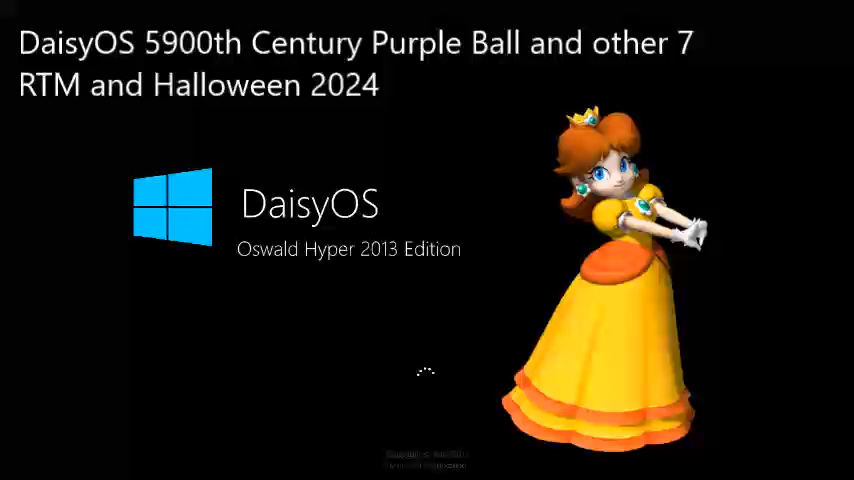 DaisyOS 5900th Century Purple Ball and other 7
RTM and Halloween 2024
DaisyOS
Oswald Hyper 2013 Edition